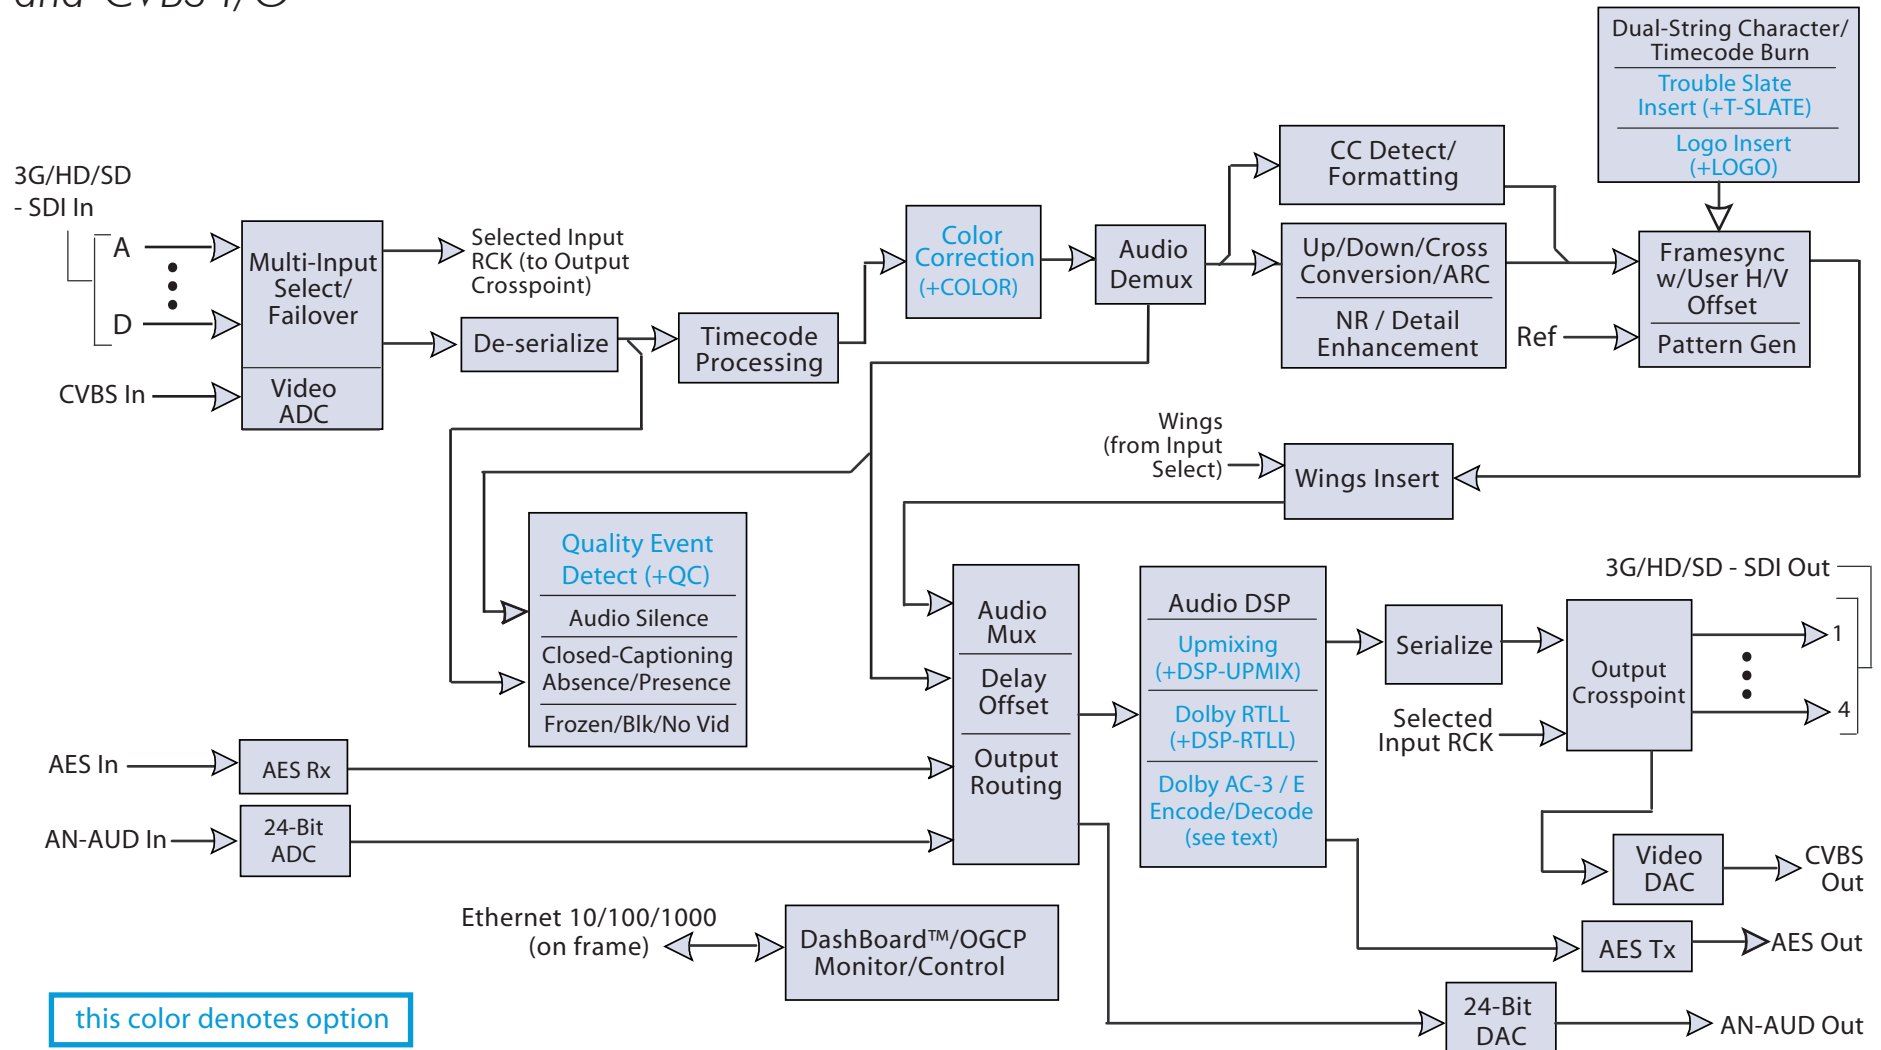 and CVBS I/O
Dual-String Character/
Timecode Burn
Trouble Slate
Insert (+T-SLATE)
Logo Insert
(+LOGO)
3G/HD/SD
- SDI In
A
D
CVBS In
Multi-Input
Select/
Failover
Video
ADC
Selected Input
RCK (to Output
Crosspoint)
De-serialize
Timecode
Processing
Color
Correction
(+COLOR)
Audio
Demux
CC Detect/
Formatting
Up/Down/Cross
Conversion/ARC
NR / Detail
Enhancement
Ref
Framesync
w/User H/V
Offset
Pattern Gen
Wings
(from Input
Select)
Wings Insert
Quality Event
Detect (+QC)
Audio Silence
Closed-Captioning
Absence/Presence
Frozen/Blk/No Vid
AES In
AES Rx
AN-AUD In
24-Bit
ADC
Audio
Mux
Delay
Offset
Output
Routing
Audio DSP
Upmixing
(+DSP-UPMIX)
Dolby RTLL
(+DSP-RTLL)
Dolby AC-3 / E
Encode/Decode
(see text)
Serialize
Selected
Input RCK
Output
Crosspoint
3G/HD/SD - SDI Out
1
4
Video
DAC
CVBS
Out
AES Tx
AES Out
24-Bit
DAC
AN-AUD Out
Ethernet 10/100/1000
(on frame)
DashBoard™/OGCP
Monitor/Control
this color denotes option